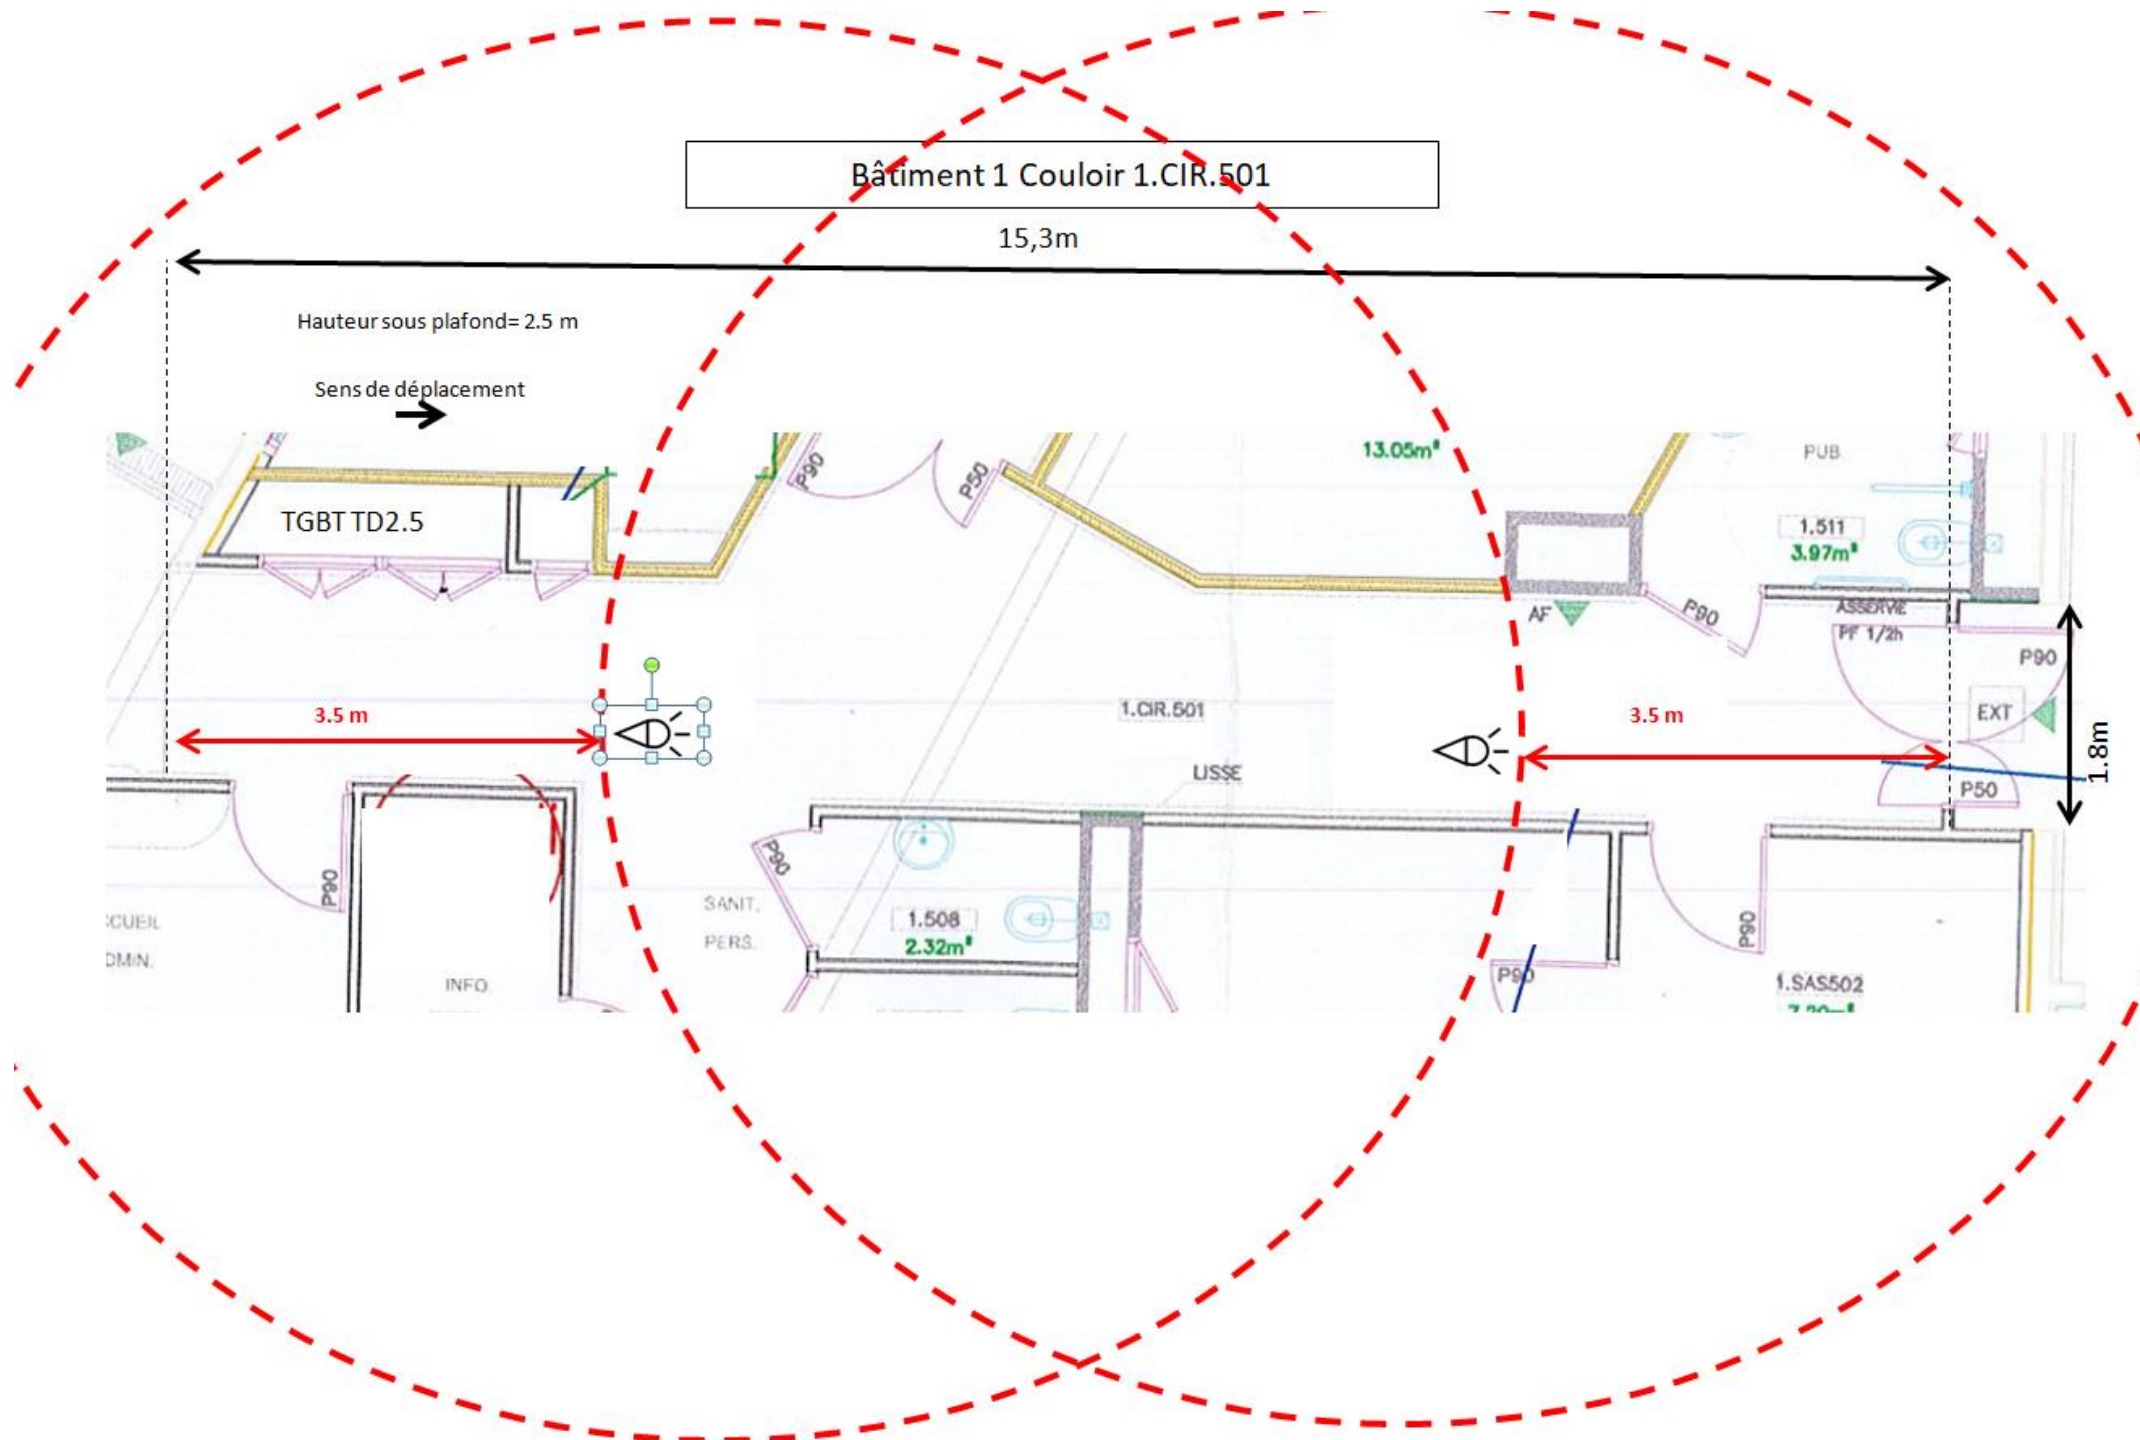 Bâtiment 1 Couloir 1.CIR.501
15,3m
Hauteur sous plafond= 2.5 m
Sens de déplacement
13.05m²
PUB
P90
P50
TGBT TD2.5
1.511
3.97m²
AF
P90
ASSERVIE
PF 1/2h
P90
3.5 m
1.CIR.501
3.5 m
EXT
1.8m
LISSE
P50
P90
P90
SANIT.
PERS.
1.508
2.32m²
CUEIL
DMIN.
INFO
P90
P90
1.SAS502